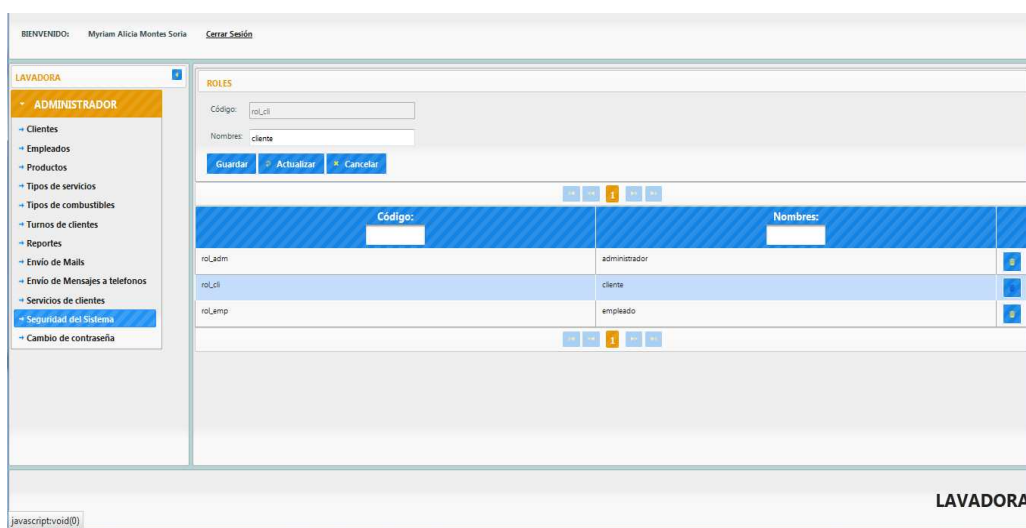 BIENVENIDO: Myriam Alicia Montes Soria Cerrar Sesión
LAVADORA
ADMINISTRADOR
Clientes
Empleados
Productos
Tipos de servicios
Tipos de combustibles
Turnos de clientes
Reportes
Envío de Mails
Envío de Mensajes a telefonos
Servicios de clientes
Seguridad del Sistema
Cambio de contraseña
ROLES
Código: rol_cli
Nombres: cliente
Guardar Actualizar Cancelar
1
Código: Nombres:
rol_adm administrador
rol_cli cliente
rol_emp empleado
1
LAVADORA
javascript:void(0)